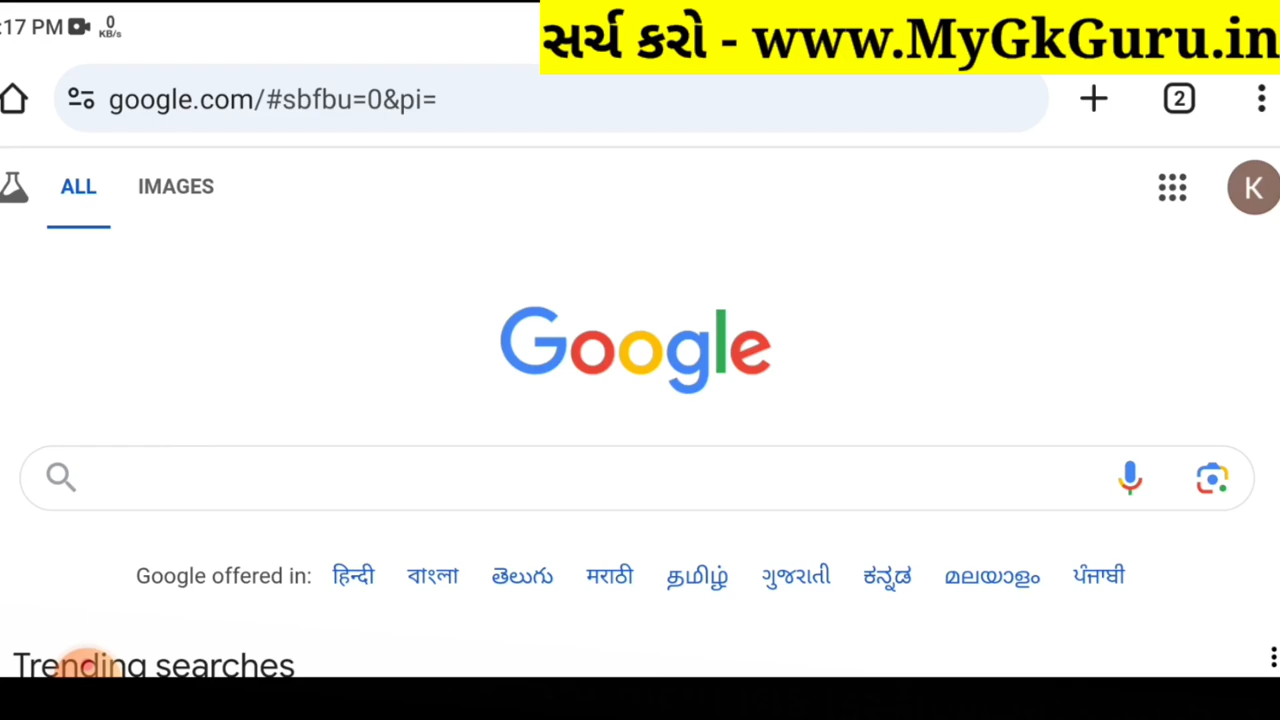 :17 PM 0 KB/s
સર્ચ કરો - www.MyGkGuru.in
google.com/#sbfbu=0&pi=
2
ALL IMAGES
K
Google
Google offered in: हिन्दी বাংলা తెలుగు मराठी தமிழ் ગુજરાતી ಕನ್ನಡ മലയാളം ਪੰਜਾਬੀ
Trending searches